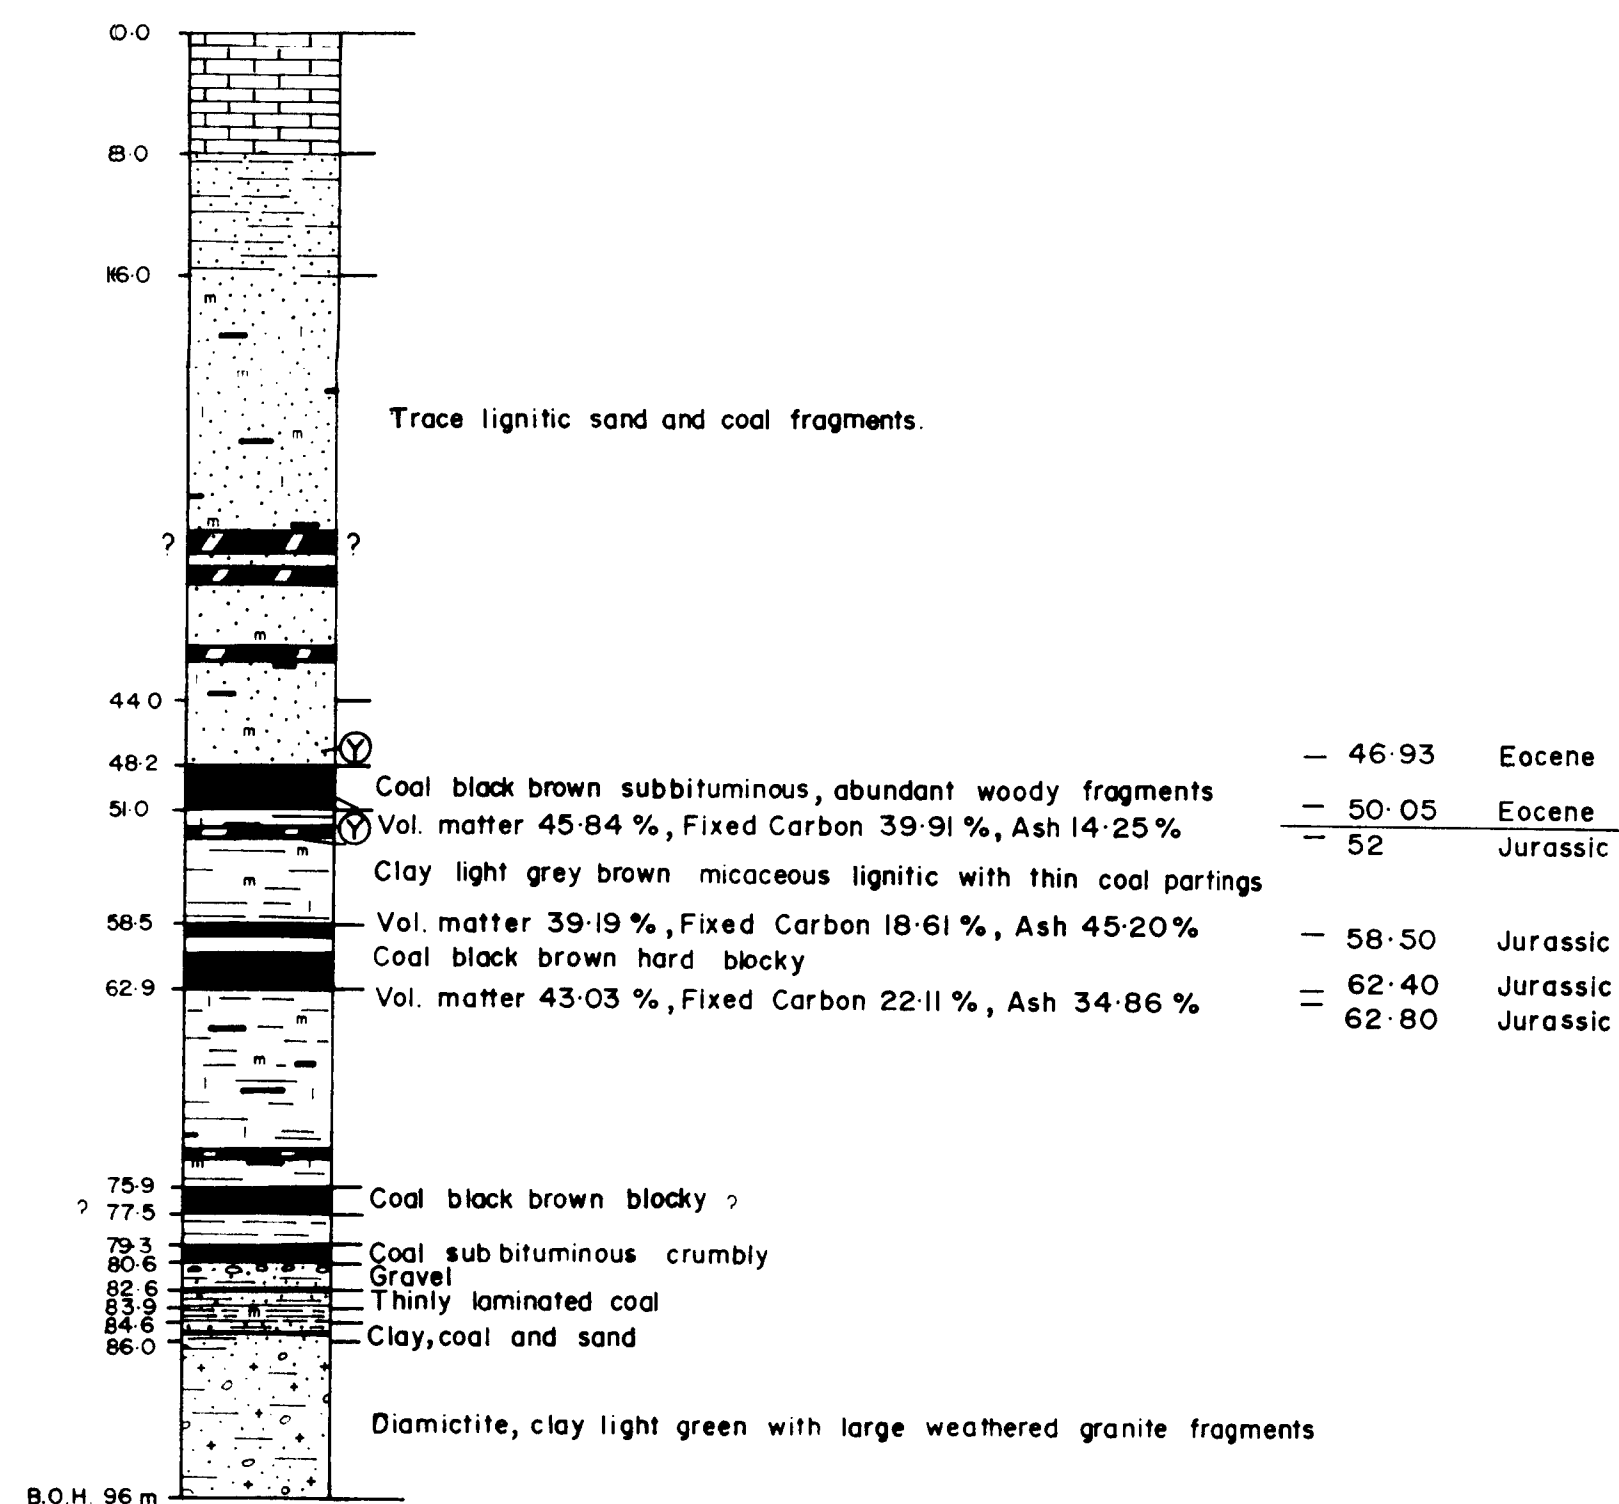 0·0
8·0
16·0
m
m
Trace lignitic sand and coal fragments.
m
m
? ?
m
44 0
m
Y
48·2
— 46·93 Eocene
Coal black brown subbituminous, abundant woody fragments
51·0
— 50·05 Eocene
Y Vol. matter 45·84 %, Fixed Carbon 39·91 %, Ash 14·25%
— 52 Jurassic
m
Clay light grey brown micaceous lignitic with thin coal partings
m
58·5 Vol. matter 39·19 %, Fixed Carbon 18·61 %, Ash 45·20%
— 58·50 Jurassic
Coal black brown hard blocky
62·9
— 62·40 Jurassic
Vol. matter 43·03 %, Fixed Carbon 22·11 %, Ash 34·86 %
— 62·80 Jurassic
m
m
m
75·9
Coal black brown blocky ?
? 77·5
79·3
Coal sub bituminous crumbly
80·6
Gravel
82·6
Thinly laminated coal
83·9
m
84·6
Clay, coal and sand
86·0
Diamictite, clay light green with large weathered granite fragments
B.O.H. 96 m